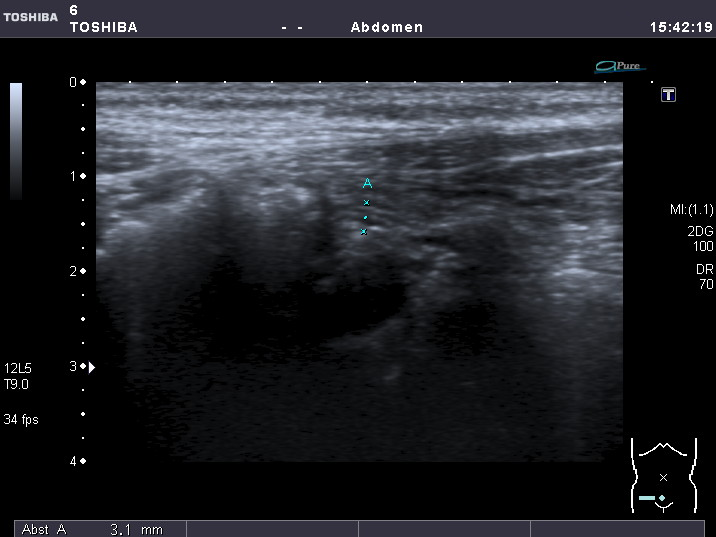 TOSHIBA
6
TOSHIBA - - Abdomen 15:42:19
aPure
T
0
1
A
MI:(1.1)
2DG
100
2
DR
70
3
12L5
T9.0
34 fps
4
Abst A 3.1 mm